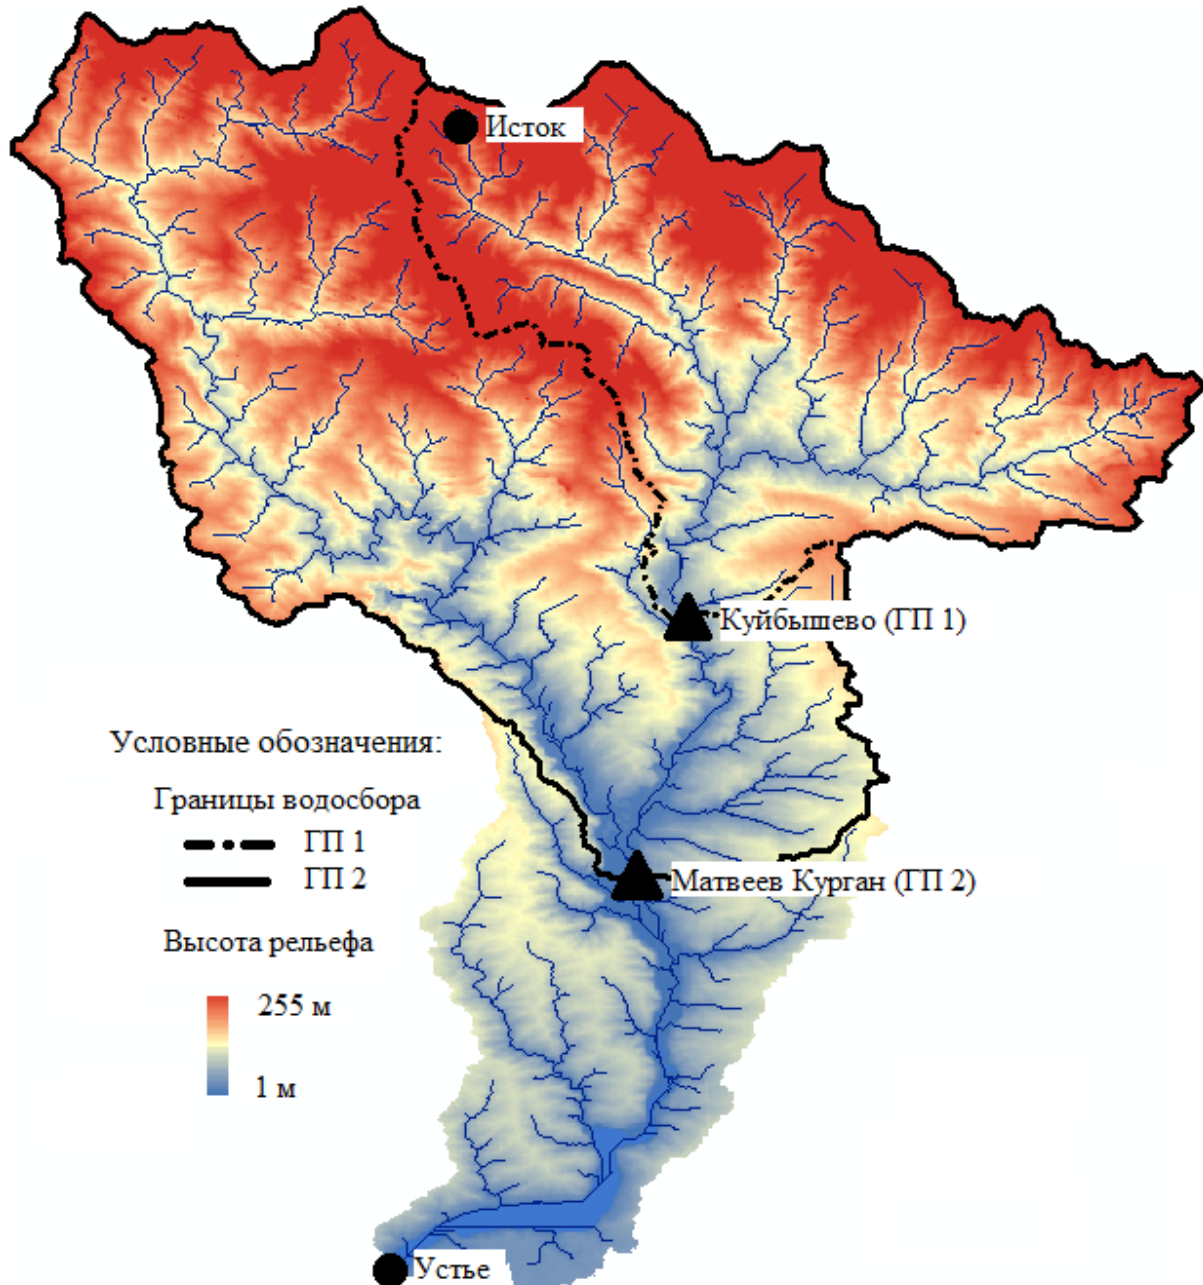 Исток
Куйбышево (ГП 1)
Условные обозначения:
Границы водосбора
ГП 1
ГП 2
Матвеев Курган (ГП 2)
Высота рельефа
255 м
1 м
Устье